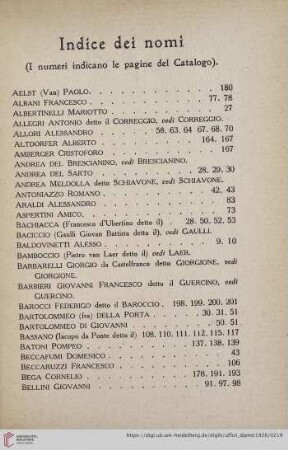 Indice dei nomi
(I numeri indicano le pagine del Catalogo).
AELST (Van) PAOLO. . . . . . . . . . . 180
ALBANI FRANCESCO. . . . . . . . . . . 77. 78
ALBERTINELLI MARIOTTO . . . . . . . . . . 27
ALLEGRI ANTONIO detto il CORREGGIO, vedi CORREGGIO.
ALLORI ALESSANDRO . . . . . . 58. 63. 64 67. 68. 70
ALTDORFER ALBERTO . . . . . . . . . 164. 167
AMBERGER CRISTOFORO . . . . . . . . . . 167
ANDREA DEL BRESCIANINO, vedi BRESCIANINO.
ANDREA DEL SARTO . . . . . . . . . 28. 29. 30
ANDREA MELDOLLA detto SCHIAVONE, vedi SCHIAVONE.
ANTONIAZZO ROMANO . . . . . . . . . . 42. 43
ARALDI ALESSANDRO . . . . . . . . . . . 83
ASPERTINI AMICO, . . . . . . . . . . . 73
BACHIACCA (Francesco d'Ubertino detto il) . . 28. 50. 52. 53
BACICCIO (Gaulli Giovan Battista detto il), vedi GAULLI.
BALDOVINETTI ALESSO. . . . . . . . . . . 9. 10
BAMBOCCIO (Pietro van Laer detto il) vedi LAER.
BARBARELLI GIORGIO da Castelfranco detto GIORGIONE, vedi
GIORGIONE.
BARBIERI GIOVANNI FRANCESCO detta il GUERCINO, vedi
GUERCINO.
BAROCCI FEDERIGO detto il BAROCCIO . 198. 199. 200. 201
BARTOLOMMEO (fra) DELLA PORTA . . . . . 30. 31. 51
BARTOLOMMEO DI GIOVANNI . . . . . . . . 50. 51.
BASSANO (Iacopo da Ponte detto il) . 108. 110. 111. 112. 115. 117
BATONI POMPEO . . . . . . . . . 137. 138. 139
BECCAFUMI DOMENICO . . . . . . . . . . 43
BECCARUZZI FRANCESCO . . . . . . . . . . 106
BEGA CORNELIO . . . . . . . . . 178. 191. 193
BELLINI GIOVANNI . . . . . . . . . 91. 97. 98